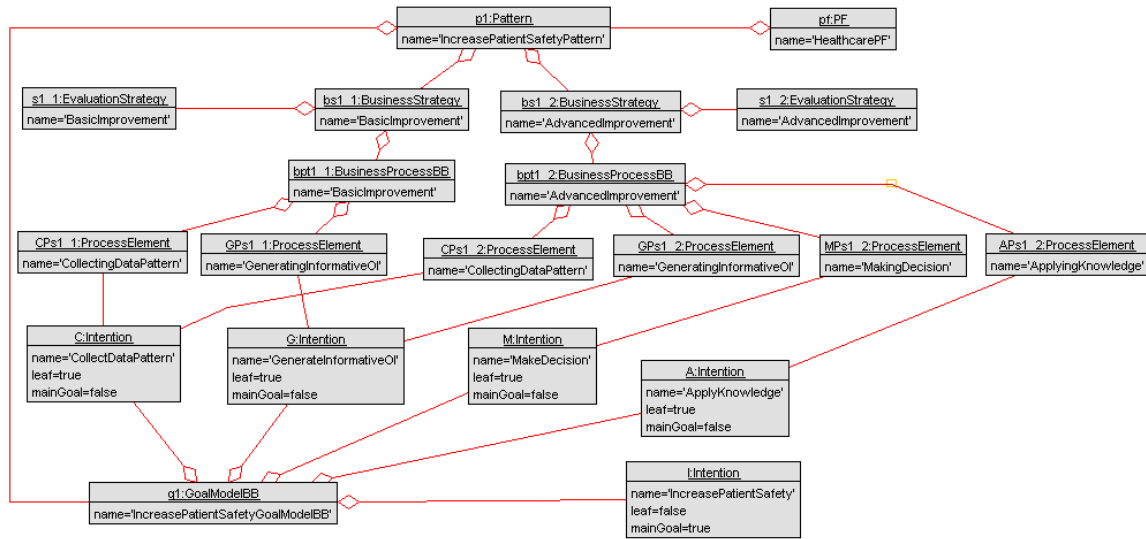 p1:Pattern
name='IncreasePatientSafetyPattern'
pf:PF
name='HealthcarePF'
s1_1:EvaluationStrategy
name='BasicImprovement'
bs1_1:BusinessStrategy
name='BasicImprovement'
bs1_2:BusinessStrategy
name='AdvancedImprovement'
s1_2:EvaluationStrategy
name='AdvancedImprovement'
bpt1_1:BusinessProcessBB
name='BasicImprovement'
bpt1_2:BusinessProcessBB
name='AdvancedImprovement'
CPs1_1:ProcessElement
name='CollectingDataPattern'
GPs1_1:ProcessElement
name='GeneratingInformativeOI'
CPs1_2:ProcessElement
name='CollectingDataPattern'
GPs1_2:ProcessElement
name='GeneratingInformativeOI'
MPs1_2:ProcessElement
name='MakingDecision'
APs1_2:ProcessElement
name='ApplyingKnowledge'
C:Intention
name='CollectDataPattern'
leaf=true
mainGoal=false
G:Intention
name='GenerateInformativeOI'
leaf=true
mainGoal=false
M:Intention
name='MakeDecision'
leaf=true
mainGoal=false
A:Intention
name='ApplyKnowledge'
leaf=true
mainGoal=false
g1:GoalModelBB
name='IncreasePatientSafetyGoalModelBB'
I:Intention
name='IncreasePatientSafety'
leaf=false
mainGoal=true